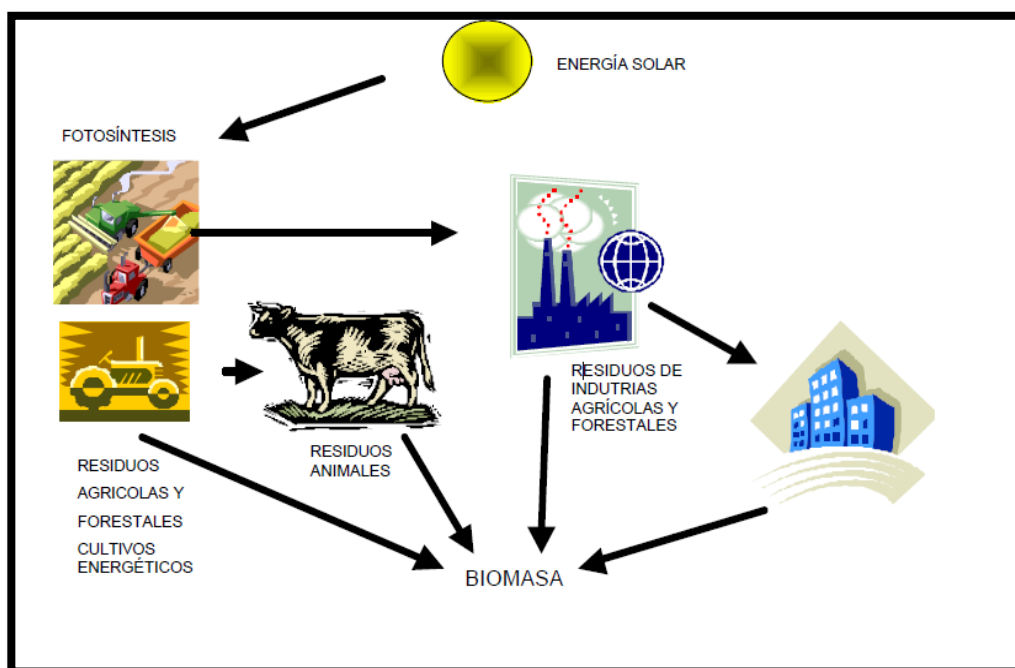 ENERGÍA SOLAR
FOTOSÍNTESIS
RESIDUOS DE
INDUTRIAS
AGRÍCOLAS Y
FORESTALES
RESIDUOS
ANIMALES
RESIDUOS
AGRICOLAS Y
FORESTALES
CULTIVOS
ENERGÉTICOS
BIOMASA